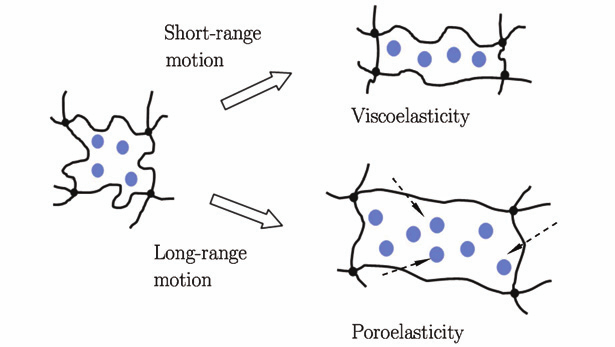 Short-range
motion
Viscoelasticity
Long-range
motion
Poroelasticity